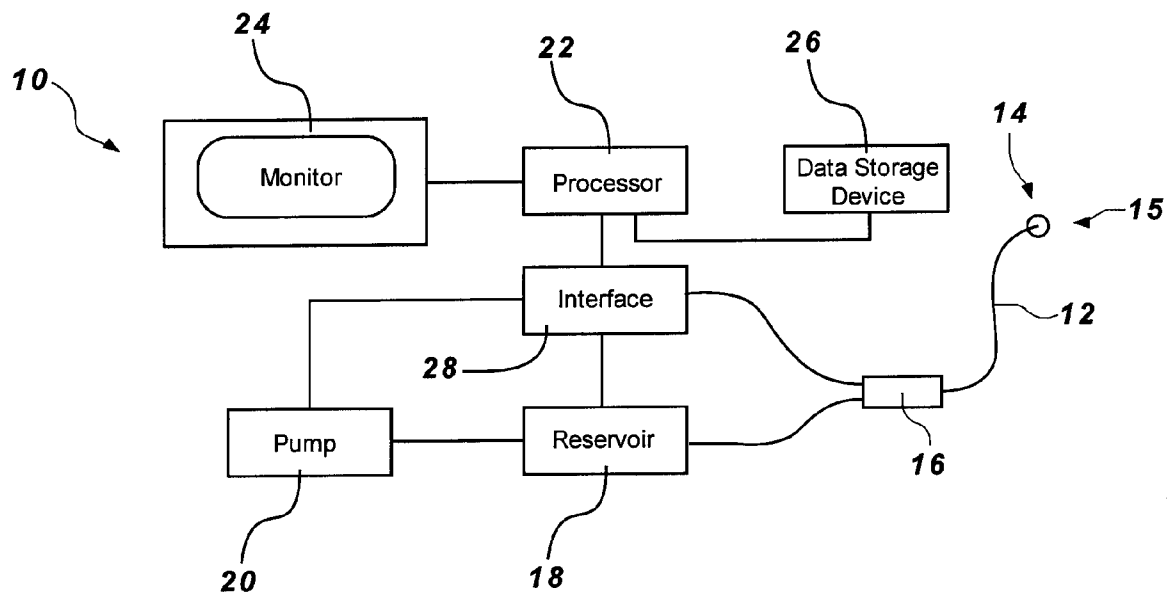 24
22
26
10
14
Monitor
Processor
Data Storage
Device
15
Interface
12
28
Pump
Reservoir
16
20
18